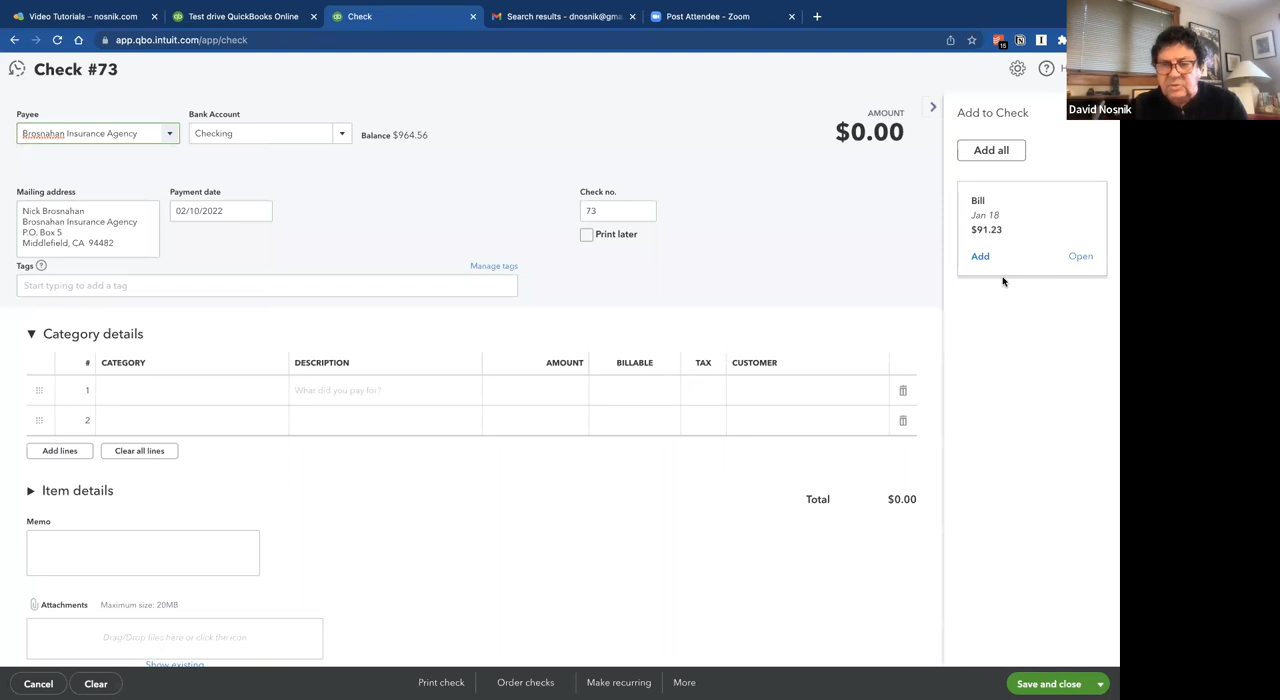 Video Tutorials – nosnik.com
Test drive QuickBooks Online
Check
Search results - dnosnik@gma
Post Attendee - Zoom
app.qbo.intuit.com/app/check
15
Check #73
David Nosnik
Payee
Brosnahan Insurance Agency
Bank Account
Checking
Balance $964.56
AMOUNT
$0.00
Add to Check
Add all
Mailing address
Nick Brosnahan
Brosnahan Insurance Agency
P.O. Box 5
Middlefield, CA 94482
Payment date
02/10/2022
Check no.
73
Print later
Bill
Jan 18
$91.23
Add
Open
Tags
Manage tags
Start typing to add a tag
Category details
# CATEGORY DESCRIPTION AMOUNT BILLABLE TAX CUSTOMER
1 What did you pay for?
2
Add lines
Clear all lines
Item details
Total $0.00
Memo
Attachments Maximum size: 20MB
Drag/Drop files here or click the icon
Show existing
Cancel
Clear
Print check
Order checks
Make recurring
More
Save and close